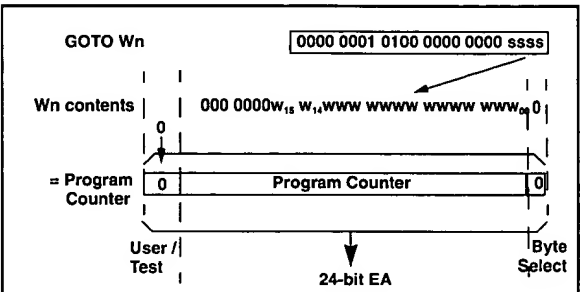 GOTO Wn
0000 0001 0100 0000 0000 ssss
Wn contents
000 0000w₁₅ w₁₄www wwww wwww www₀₀ 0
0
= Program Counter
0
Program Counter
0
User / Test
24-bit EA
Byte Select